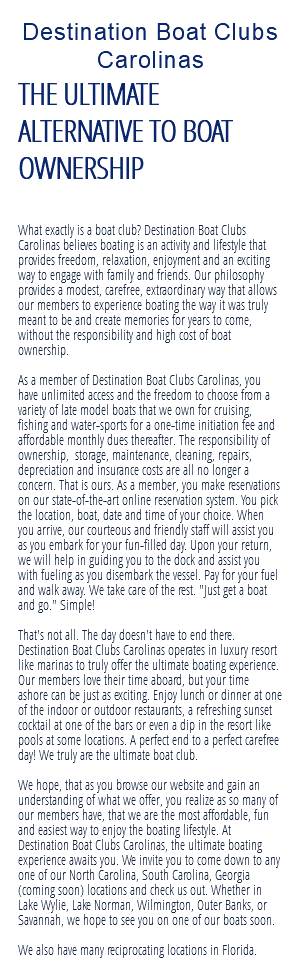 Destination Boat Clubs
Carolinas
THE ULTIMATE
ALTERNATIVE TO BOAT
OWNERSHIP
What exactly is a boat club? Destination Boat Clubs
Carolinas believes boating is an activity and lifestyle that
provides freedom, relaxation, enjoyment and an exciting
way to engage with family and friends. Our philosophy
provides a modest, carefree, extraordinary way that allows
our members to experience boating the way it was truly
meant to be and create memories for years to come,
without the responsibility and high cost of boat
ownership.
As a member of Destination Boat Clubs Carolinas, you
have unlimited access and the freedom to choose from a
variety of late model boats that we own for cruising,
fishing and water-sports for a one-time initiation fee and
affordable monthly dues thereafter. The responsibility of
ownership,  storage, maintenance, cleaning, repairs,
depreciation and insurance costs are all no longer a
concern. That is ours. As a member, you make reservations
on our state-of-the-art online reservation system. You pick
the location, boat, date and time of your choice. When
you arrive, our courteous and friendly staff will assist you
as you embark for your fun-filled day. Upon your return,
we will help in guiding you to the dock and assist you
with fueling as you disembark the vessel. Pay for your fuel
and walk away. We take care of the rest. "Just get a boat
and go." Simple!
That's not all. The day doesn't have to end there.
Destination Boat Clubs Carolinas operates in luxury resort
like marinas to truly offer the ultimate boating experience.
Our members love their time aboard, but your time
ashore can be just as exciting. Enjoy lunch or dinner at one
of the indoor or outdoor restaurants, a refreshing sunset
cocktail at one of the bars or even a dip in the resort like
pools at some locations. A perfect end to a perfect carefree
day! We truly are the ultimate boat club.
We hope, that as you browse our website and gain an
understanding of what we offer, you realize as so many of
our members have, that we are the most affordable, fun
and easiest way to enjoy the boating lifestyle. At
Destination Boat Clubs Carolinas, the ultimate boating
experience awaits you. We invite you to come down to any
one of our North Carolina, South Carolina, Georgia
(coming soon) locations and check us out. Whether in
Lake Wylie, Lake Norman, Wilmington, Outer Banks, or
Savannah, we hope to see you on one of our boats soon.
We also have many reciprocating locations in Florida.